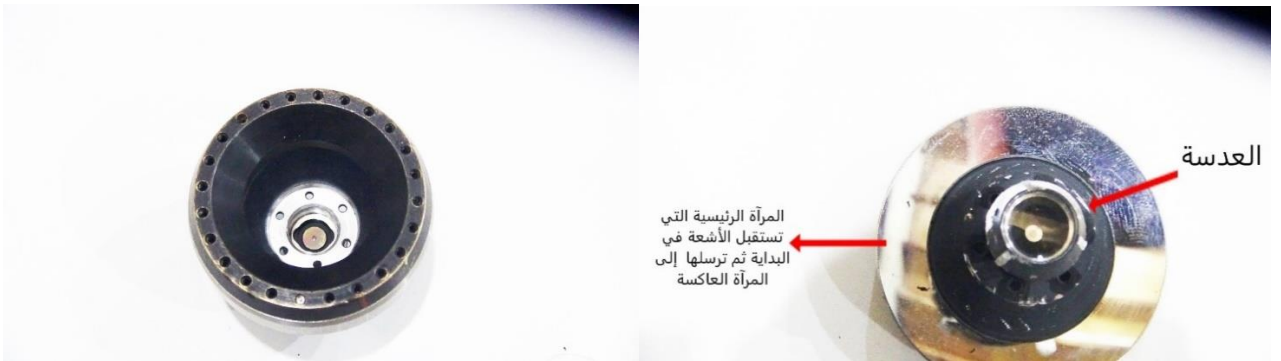 العدسة
المرآة الرئيسية التي
تستقبل الأشعة في
البداية ثم ترسلها إلى
المرآة العاكسة